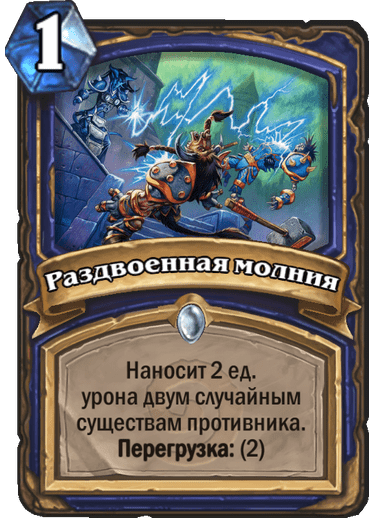 1
Раздвоенная молния
Наносит 2 ед.
урона двум случайным
существам противника.
Перегрузка: (2)